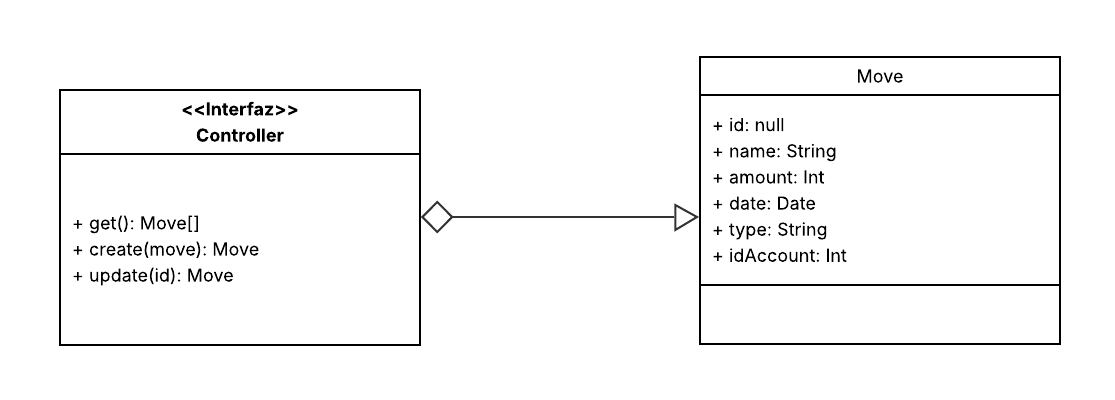 <<Interfaz>>
Controller
+ get(): Move[]
+ create(move): Move
+ update(id): Move
Move
+ id: null
+ name: String
+ amount: Int
+ date: Date
+ type: String
+ idAccount: Int